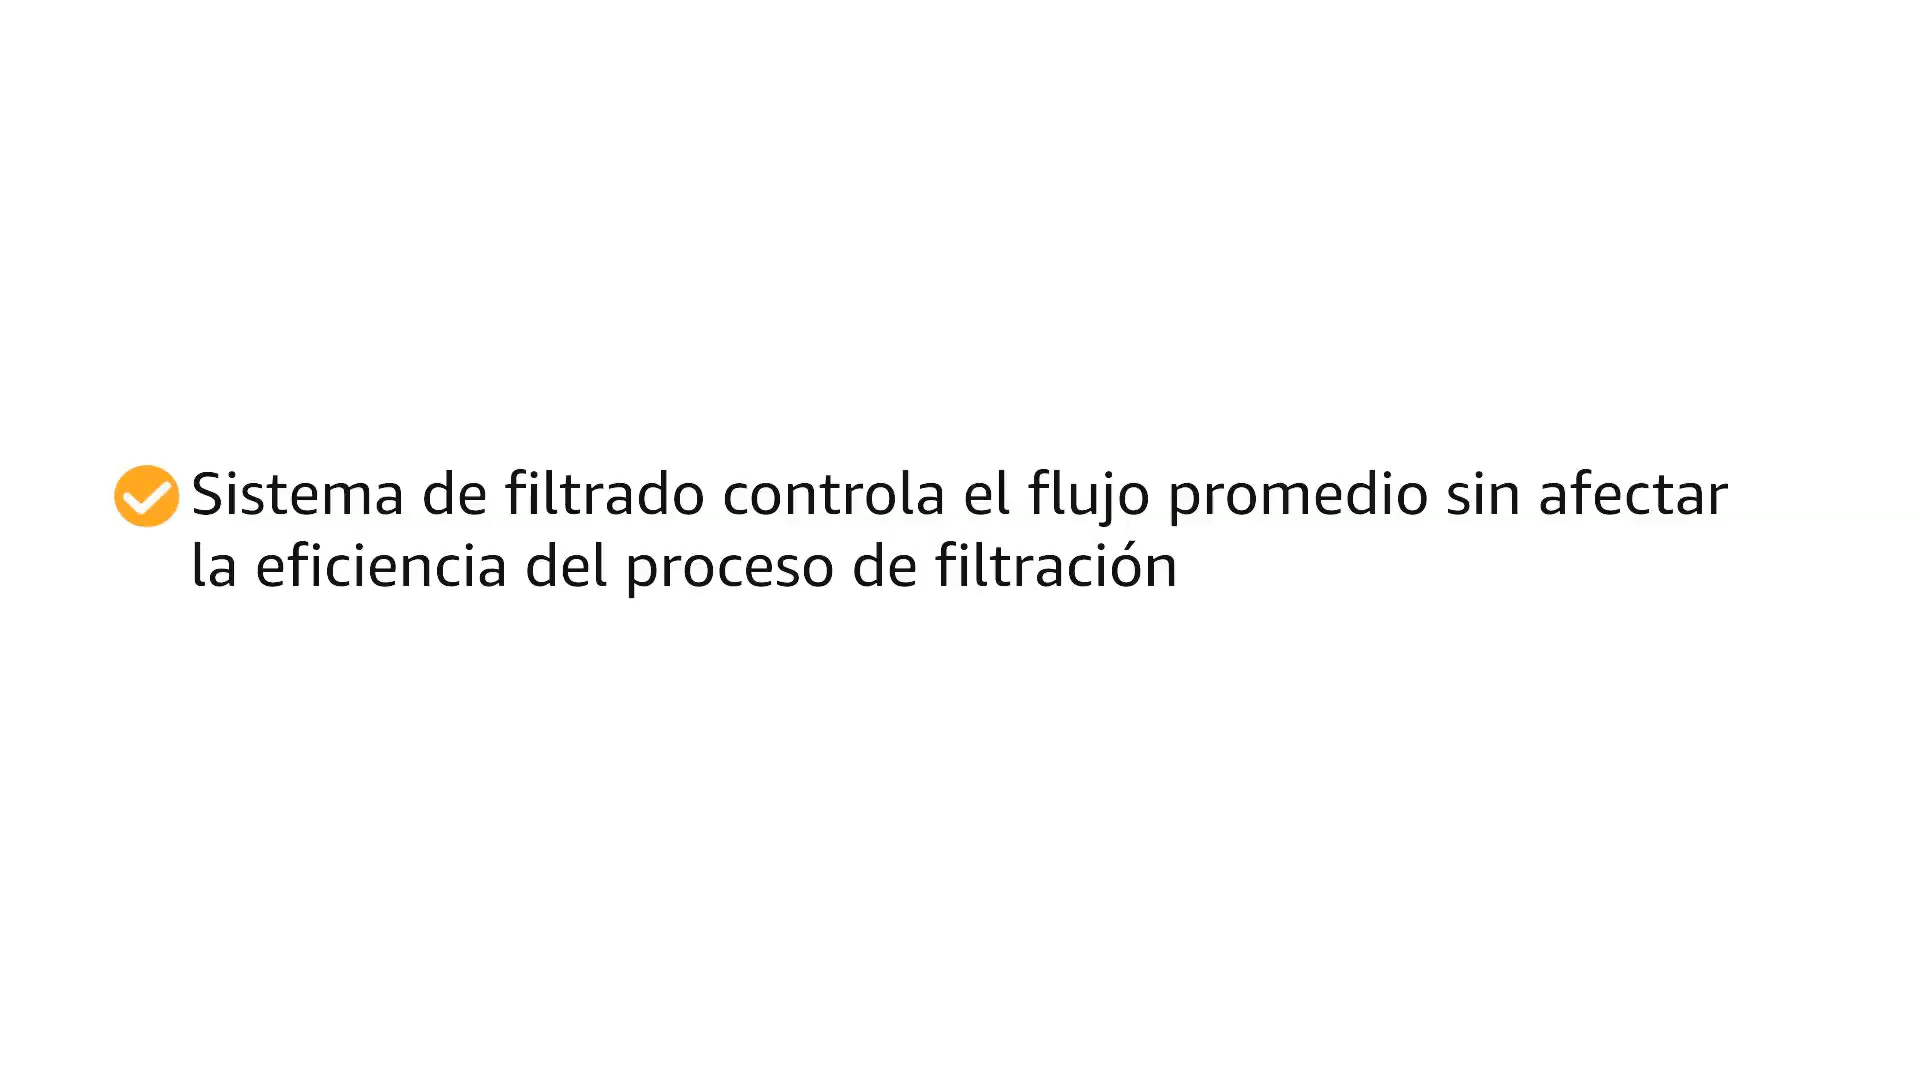 Sistema de filtrado controla el flujo promedio sin afectar
la eficiencia del proceso de filtración